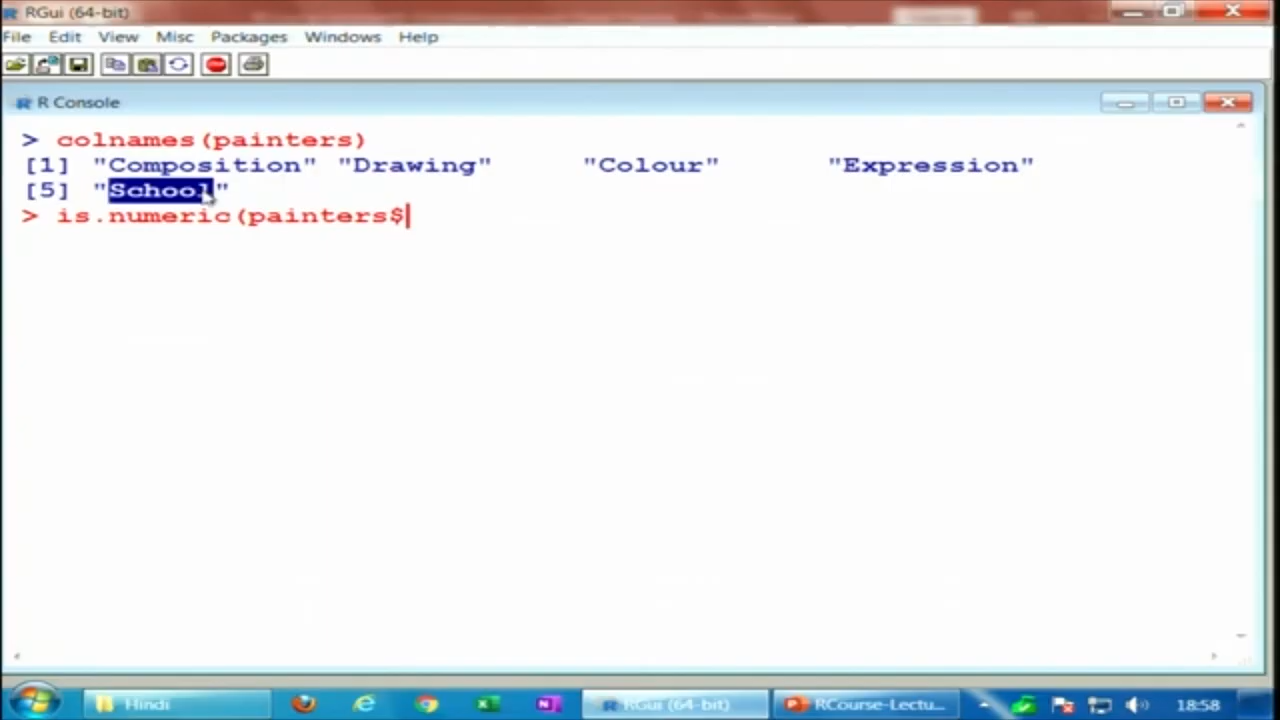 RGui (64-bit)
File Edit View Misc Packages Windows Help
R Console
> colnames(painters)
[1] "Composition" "Drawing" "Colour" "Expression"
[5] "School"
> is.numeric(painters$
Hindi RGui (64-bit) RCourse-Lectu... 18:58